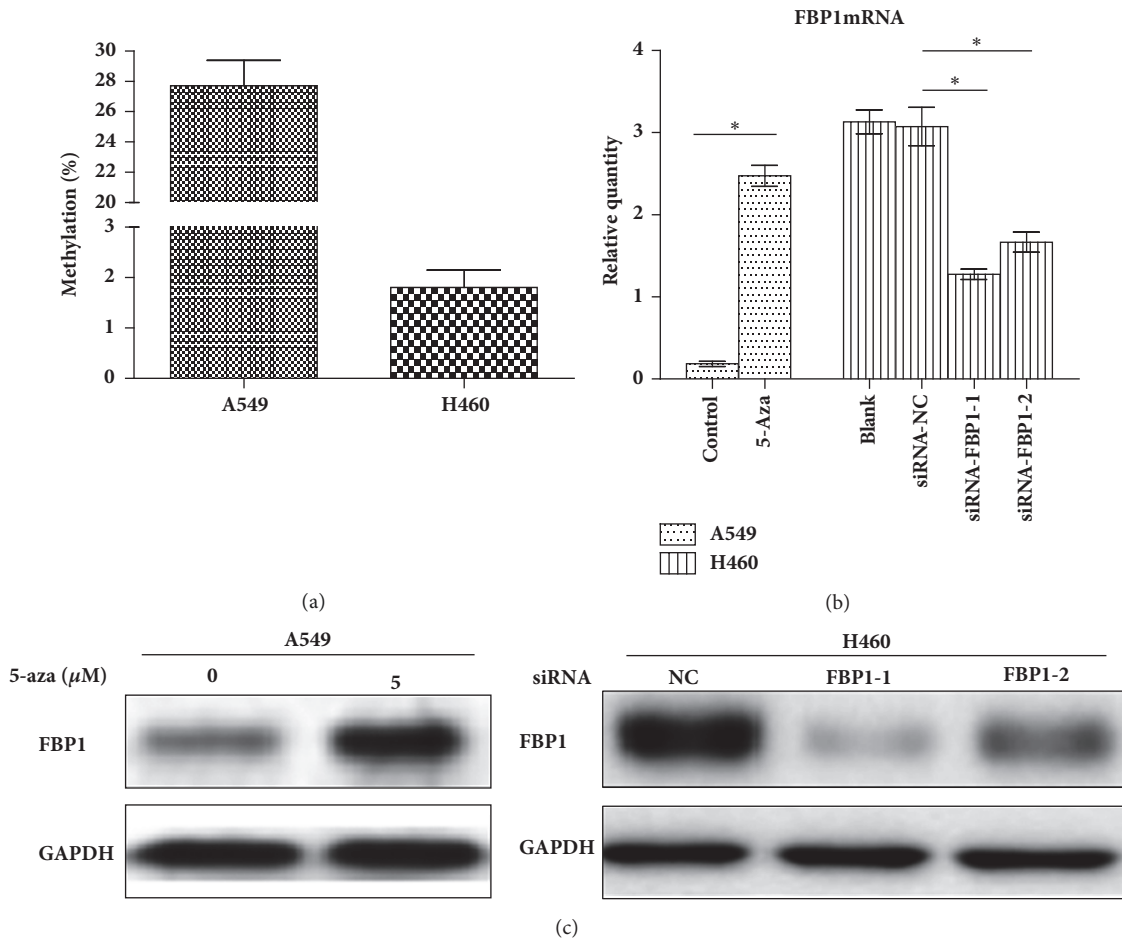 30
28
26
24
22
20
3
2
1
0
Methylation (%)
A549
H460
(a)
FBP1mRNA
4
3
2
1
0
Relative quantity
*
*
*
Control
5-Aza
Blank
siRNA-NC
siRNA-FBP1-1
siRNA-FBP1-2
A549
H460
(b)
A549
5-aza (μM) 0 5
FBP1
GAPDH
H460
siRNA NC FBP1-1 FBP1-2
FBP1
GAPDH
(c)